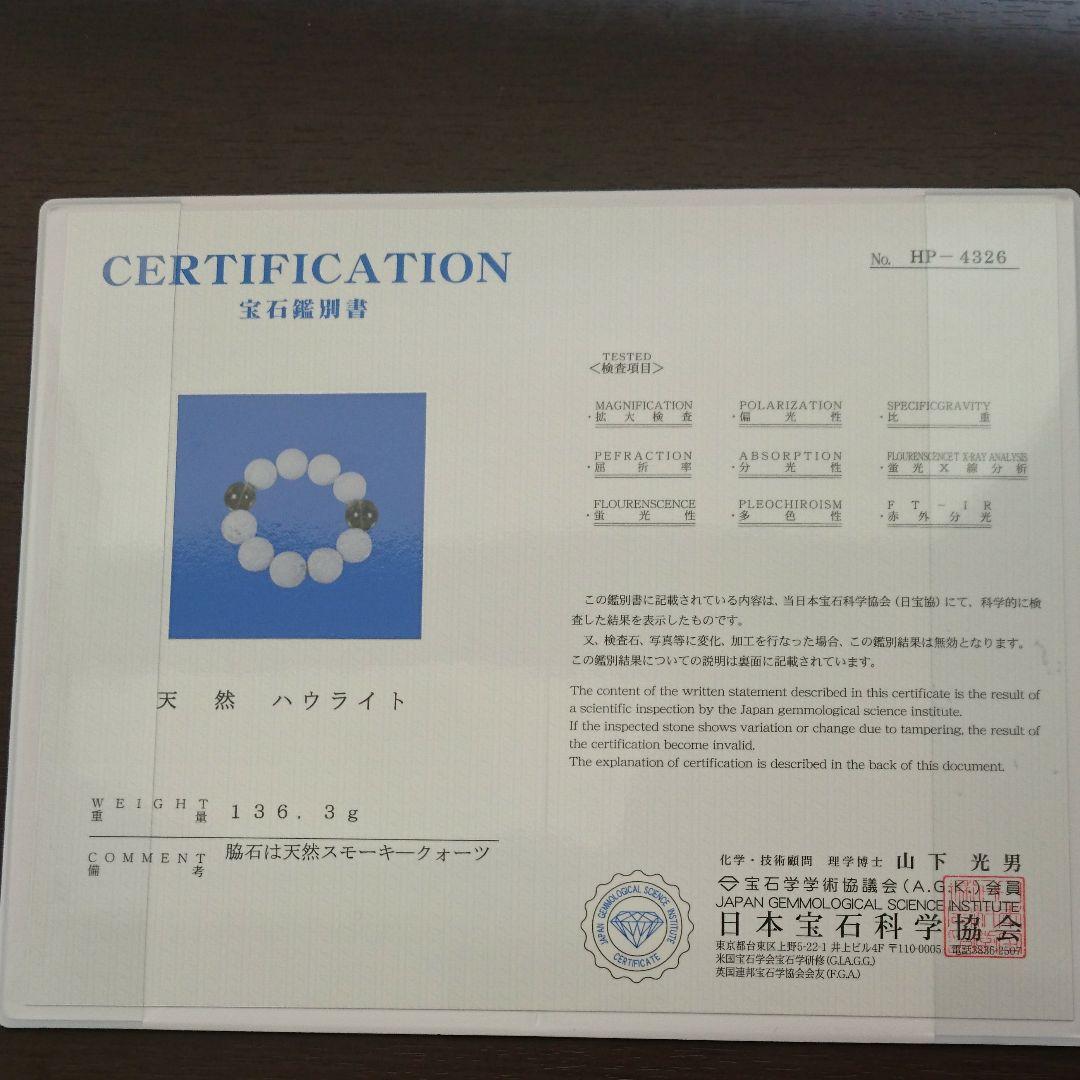 CERTIFICATION
宝石鑑別書
No. HP－4326
TESTED
<検査項目>
MAGNIFICATION
・拡大検査
POLARIZATION
・偏光性
SPECIFICGRAVITY
・比重
PEFRACTION
・屈折率
ABSORPTION
・分光性
FLOURENSCENCET X-RAY ANALYSIS
・蛍光X線分析
FLOURENSCENCE
・蛍光性
PLEOCHIROISM
・多色性
FT－IR
・赤外分光
天然 ハウライト
この鑑別書に記載されている内容は、当日本宝石科学協会（日宝協）にて、科学的に検
査した結果を表示したものです。
又、検査石、写真等に変化、加工を行なった場合、この鑑別結果は無効となります。
この鑑別結果についての説明は裏面に記載されています。
The content of the written statement described in this certificate is the result of
a scientific inspection by the Japan gemmological science institute.
If the inspected stone shows variation or change due to tampering, the result of
the certification become invalid.
The explanation of certification is described in the back of this document.
WEIGHT
重量
136.3g
COMMENT
備考
脇石は天然スモーキークォーツ
化学・技術顧問 理学博士 山下光男
宝石学学術協議会（A.G.K.）会員
JAPAN GEMMOLOGICAL SCIENCE INSTITUTE
日本宝石科学協会
東京都台東区上野5-22-1 井上ビル4F 〒110-0005 電話3836-2507
米国宝石学会宝石学研修（G.I.A.G.G.）
英国連邦宝石学協会会友（F.G.A.）
JAPAN GEMMOLOGICAL SCIENCE INSTITUTE
CERTIFICATE